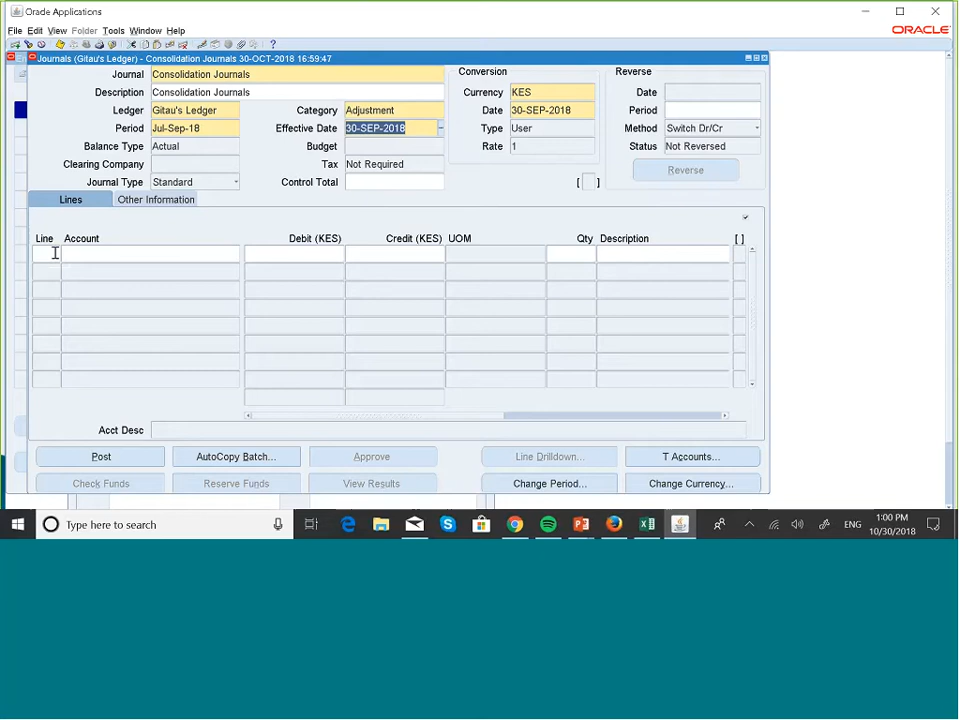 Oracle Applications
File Edit View Folder Tools Window Help
ORACLE
Journals (Gitau's Ledger) - Consolidation Journals 30-OCT-2018 16:59:47
Journal Consolidation Journals
Description Consolidation Journals
Ledger Gitau's Ledger
Category Adjustment
Period Jul-Sep-18
Effective Date 30-SEP-2018
Balance Type Actual
Budget
Clearing Company
Tax Not Required
Journal Type Standard
Control Total
Conversion
Currency KES
Date 30-SEP-2018
Type User
Rate 1
Reverse
Date
Period
Method Switch Dr/Cr
Status Not Reversed
Reverse
[ ]
Lines Other Information
Line Account Debit (KES) Credit (KES) UOM Qty Description [ ]
Acct Desc
Post AutoCopy Batch... Approve Line Drilldown... T Accounts...
Check Funds Reserve Funds View Results Change Period... Change Currency...
Type here to search
ENG
1:00 PM
10/30/2018